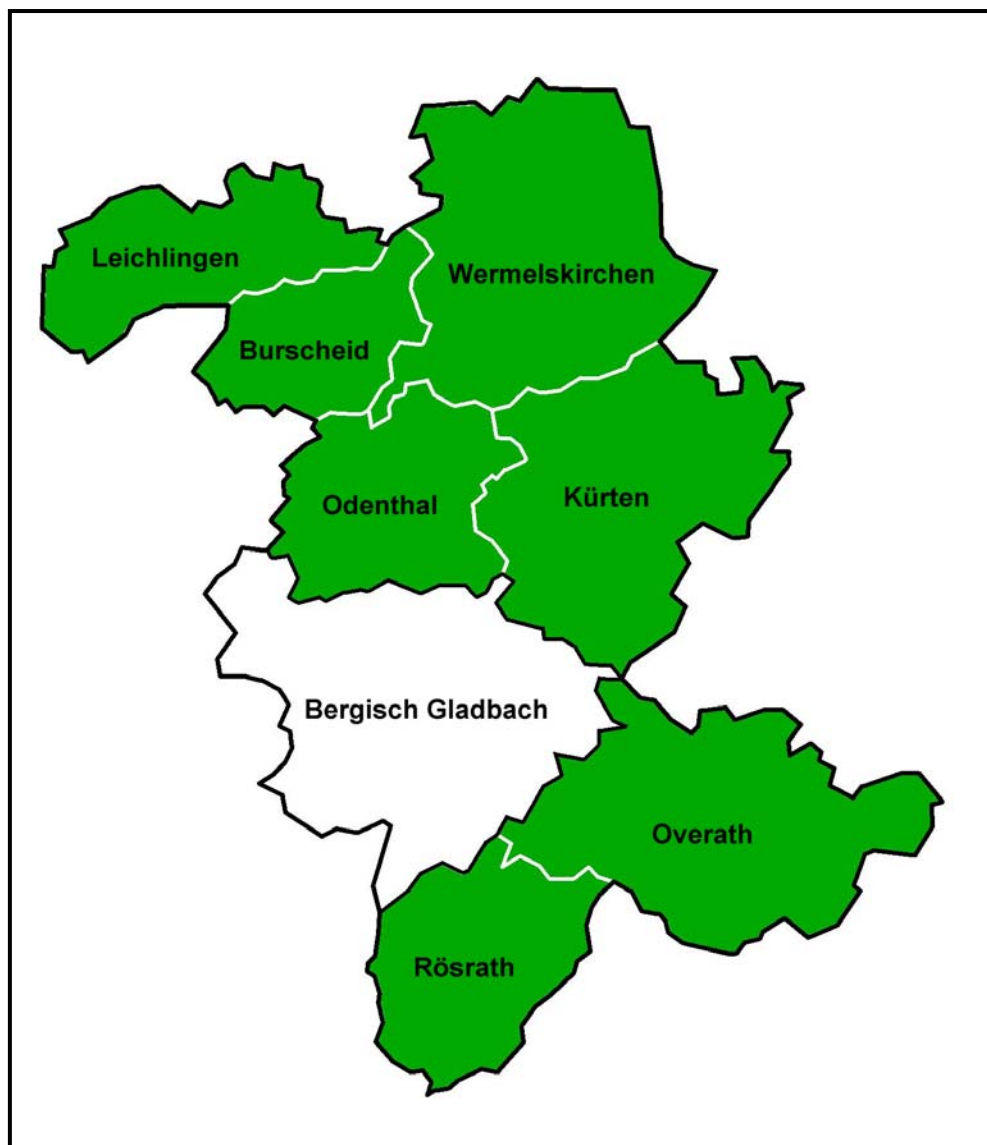 Leichlingen
Wermelskirchen
Burscheid
Odenthal
Kürten
Bergisch Gladbach
Overath
Rösrath